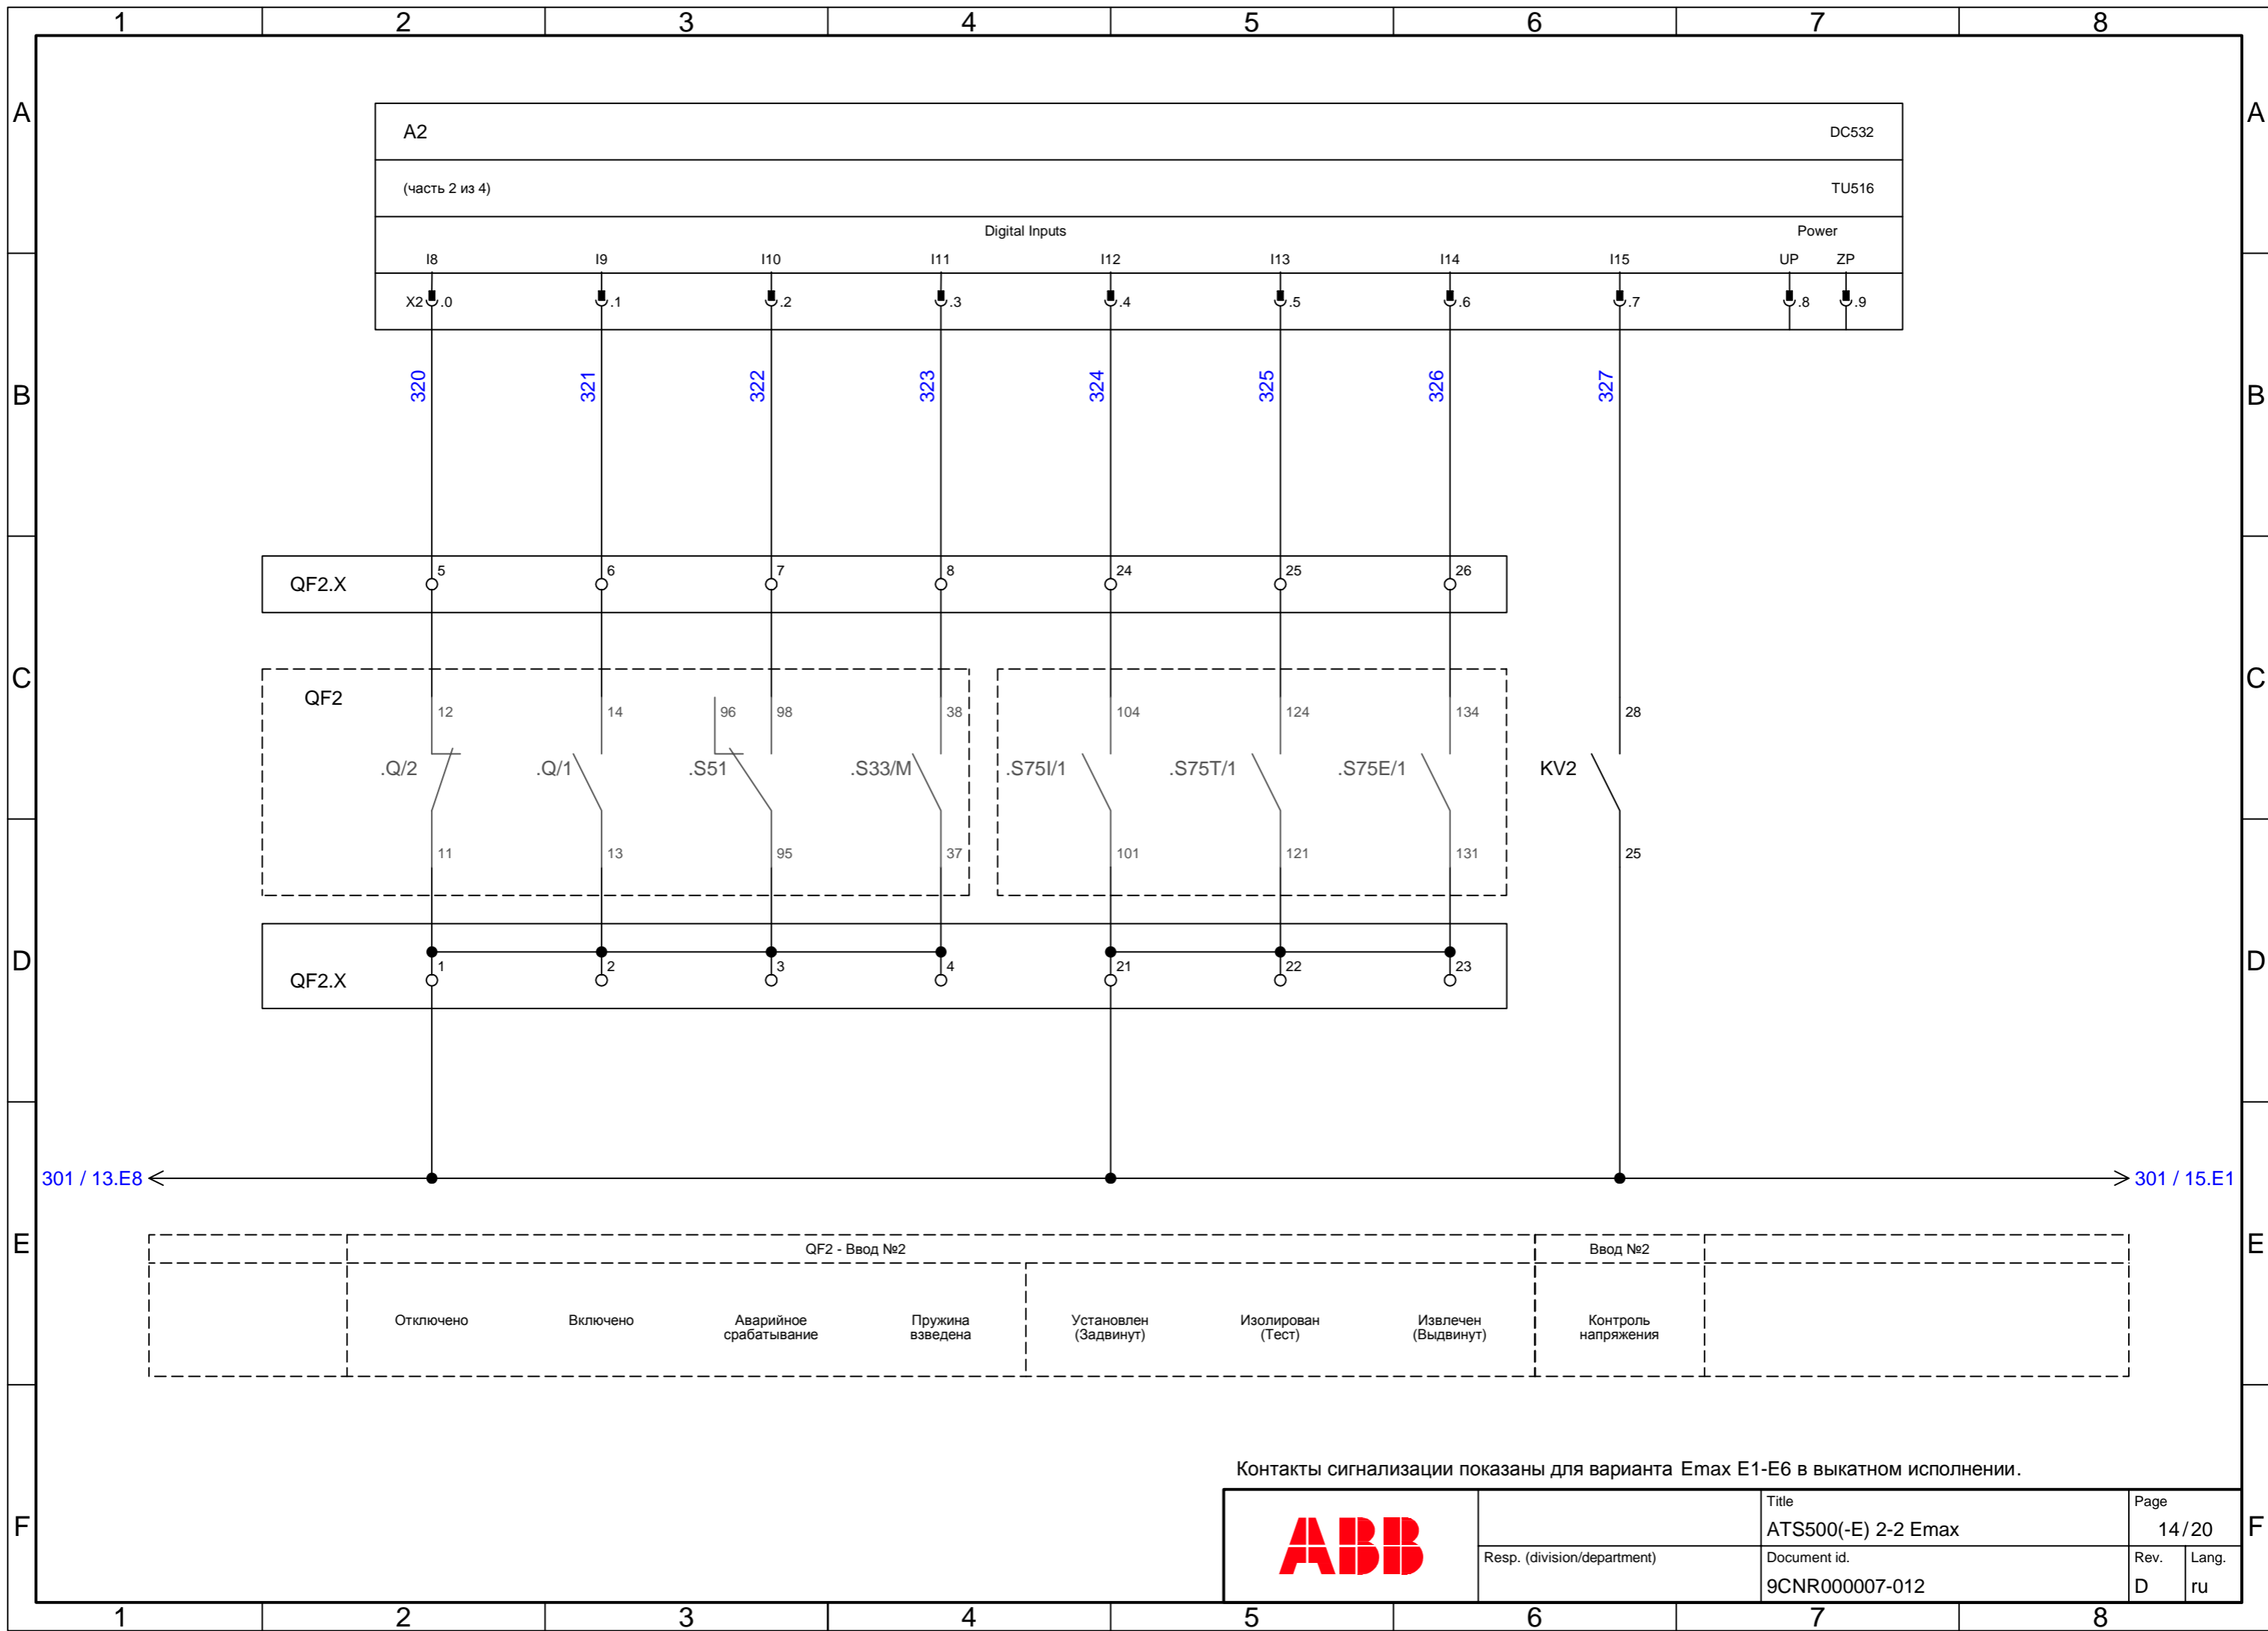 1 2 3 4 5 6 7 8
A A
A2 DC532
(часть 2 из 4) TU516
Digital Inputs Power
I8 I9 I10 I11 I12 I13 I14 I15 UP ZP
X2 .0 .1 .2 .3 .4 .5 .6 .7 .8 .9
320 321 322 323 324 325 326 327
B B
QF2.X 5 6 7 8 24 25 26
C C
QF2
12 14 96 98 38 104 124 134 28
.Q/2 .Q/1 .S51 .S33/M .S75I/1 .S75T/1 .S75E/1 KV2
11 13 95 37 101 121 131 25
D D
QF2.X 1 2 3 4 21 22 23
301 / 13.E8 301 / 15.E1
E E
QF2 - Ввод №2 Ввод №2
Отключено Включено Аварийное срабатывание Пружина взведена Установлен (Задвинут) Изолирован (Тест) Извлечен (Выдвинут) Контроль напряжения
Контакты сигнализации показаны для варианта Emax E1-E6 в выкатном исполнении.
F F
ABB
Title
ATS500(-E) 2-2 Emax
Page
14/20
Resp. (division/department)
Document id.
9CNR000007-012
Rev.
D
Lang.
ru
1 2 3 4 5 6 7 8